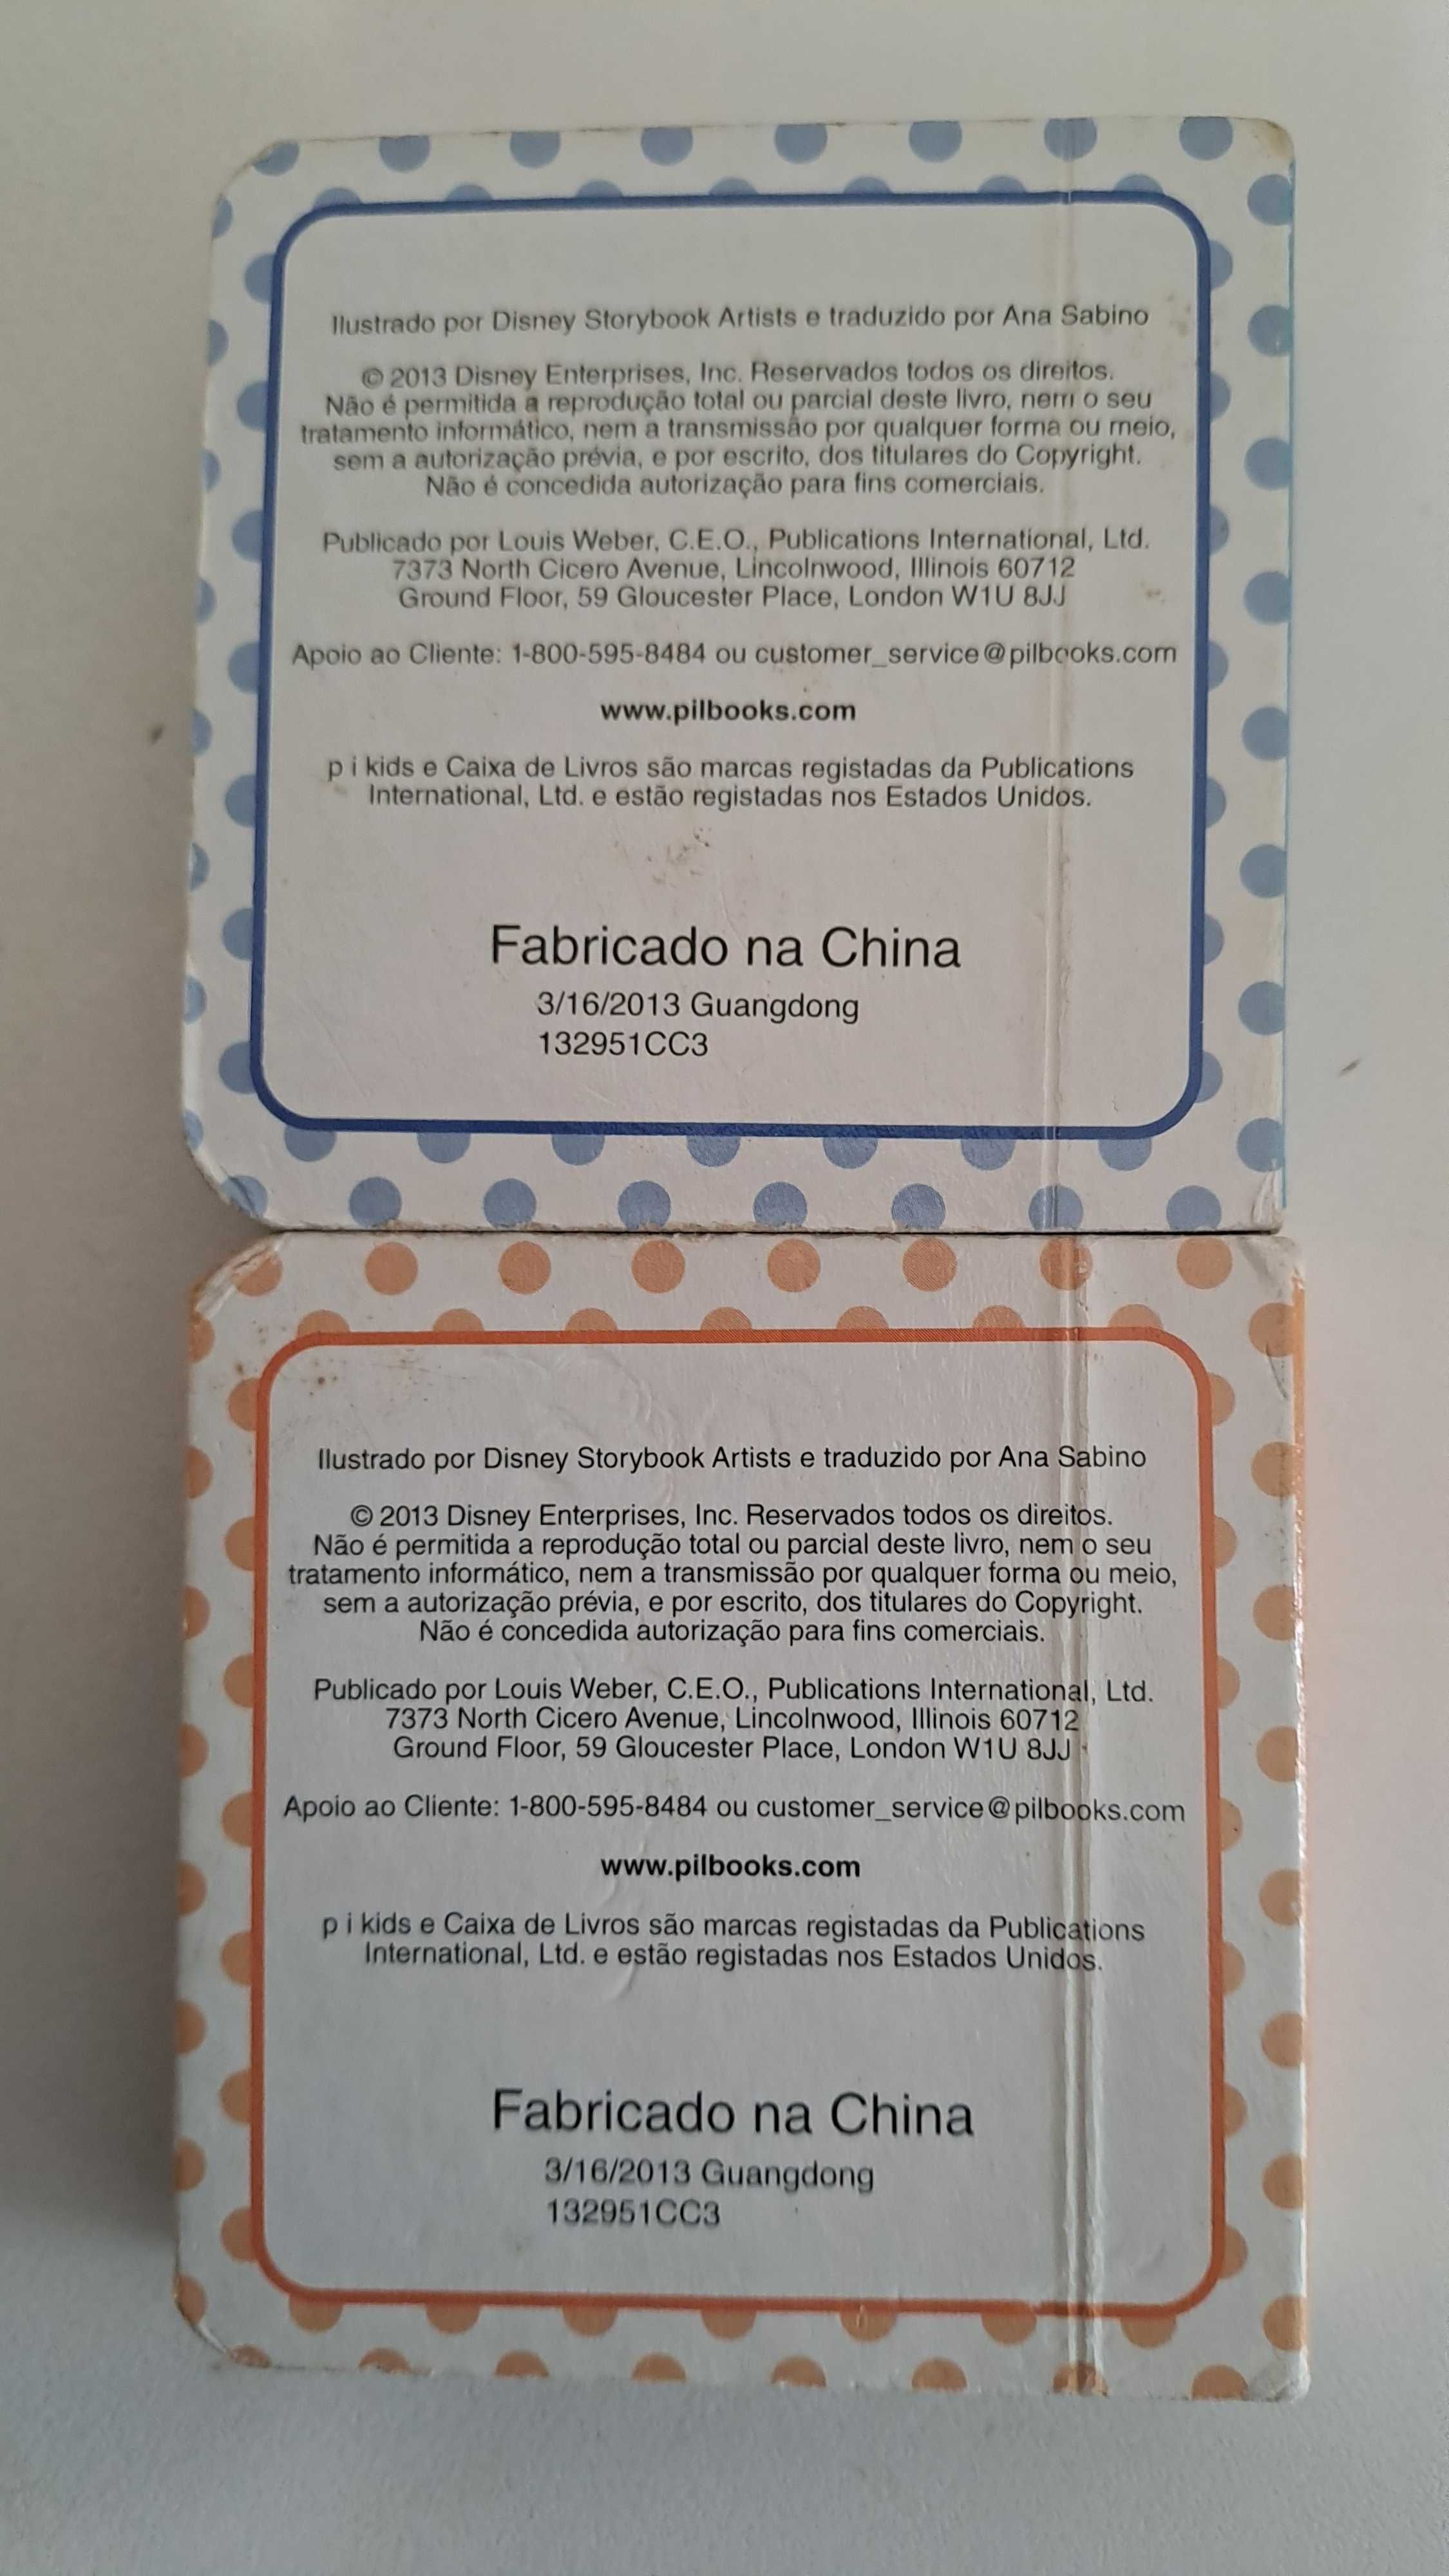 Ilustrado por Disney Storybook Artists e traduzido por Ana Sabino
© 2013 Disney Enterprises, Inc. Reservados todos os direitos.
Não é permitida a reprodução total ou parcial deste livro, nem o seu
tratamento informático, nem a transmissão por qualquer forma ou meio,
sem a autorização prévia, e por escrito, dos titulares do Copyright.
Não é concedida autorização para fins comerciais.
Publicado por Louis Weber, C.E.O., Publications International, Ltd.
7373 North Cicero Avenue, Lincolnwood, Illinois 60712
Ground Floor, 59 Gloucester Place, London W1U 8JJ
Apoio ao Cliente: 1-800-595-8484 ou customer_service@pilbooks.com
www.pilbooks.com
p i kids e Caixa de Livros são marcas registadas da Publications
International, Ltd. e estão registadas nos Estados Unidos.
Fabricado na China
3/16/2013 Guangdong
132951CC3
Ilustrado por Disney Storybook Artists e traduzido por Ana Sabino
© 2013 Disney Enterprises, Inc. Reservados todos os direitos.
Não é permitida a reprodução total ou parcial deste livro, nem o seu
tratamento informático, nem a transmissão por qualquer forma ou meio,
sem a autorização prévia, e por escrito, dos titulares do Copyright.
Não é concedida autorização para fins comerciais.
Publicado por Louis Weber, C.E.O., Publications International, Ltd.
7373 North Cicero Avenue, Lincolnwood, Illinois 60712
Ground Floor, 59 Gloucester Place, London W1U 8JJ
Apoio ao Cliente: 1-800-595-8484 ou customer_service@pilbooks.com
www.pilbooks.com
p i kids e Caixa de Livros são marcas registadas da Publications
International, Ltd. e estão registadas nos Estados Unidos.
Fabricado na China
3/16/2013 Guangdong
132951CC3